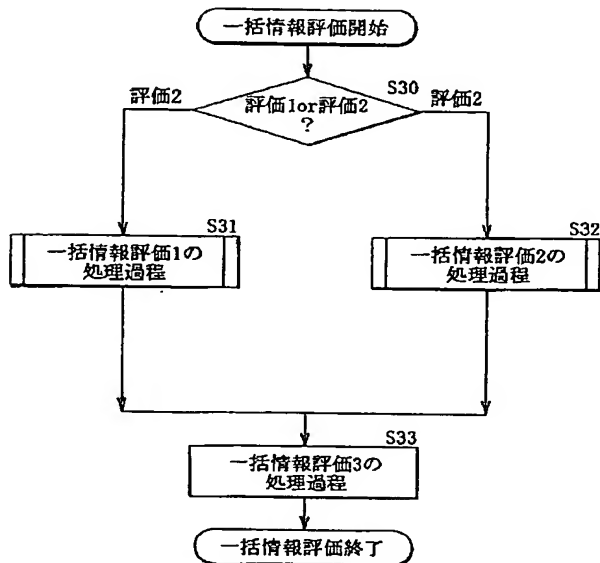 一括情報評価開始
S30
評価2
評価1or評価2
?
評価2
S31
一括情報評価1の
処理過程
S32
一括情報評価2の
処理過程
S33
一括情報評価3の
処理過程
一括情報評価終了